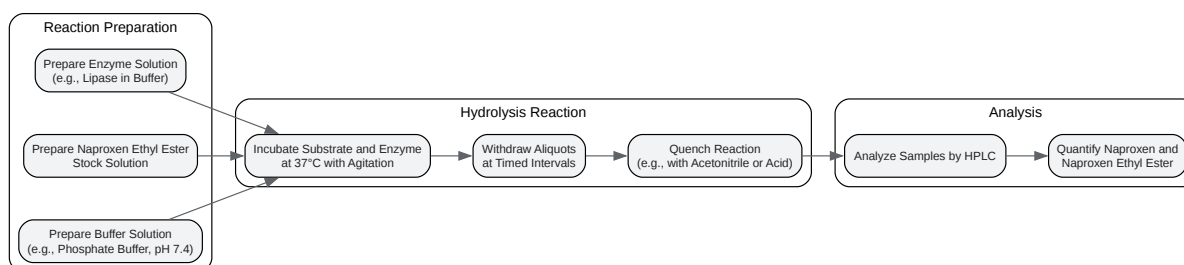 Reaction Preparation
Prepare Enzyme Solution
(e.g., Lipase in Buffer)
Prepare Naproxen Ethyl Ester
Stock Solution
Prepare Buffer Solution
(e.g., Phosphate Buffer, pH 7.4)
Hydrolysis Reaction
Incubate Substrate and Enzyme
at 37°C with Agitation
Withdraw Aliquots
at Timed Intervals
Quench Reaction
(e.g., with Acetonitrile or Acid)
Analysis
Analyze Samples by HPLC
Quantify Naproxen and
Naproxen Ethyl Ester